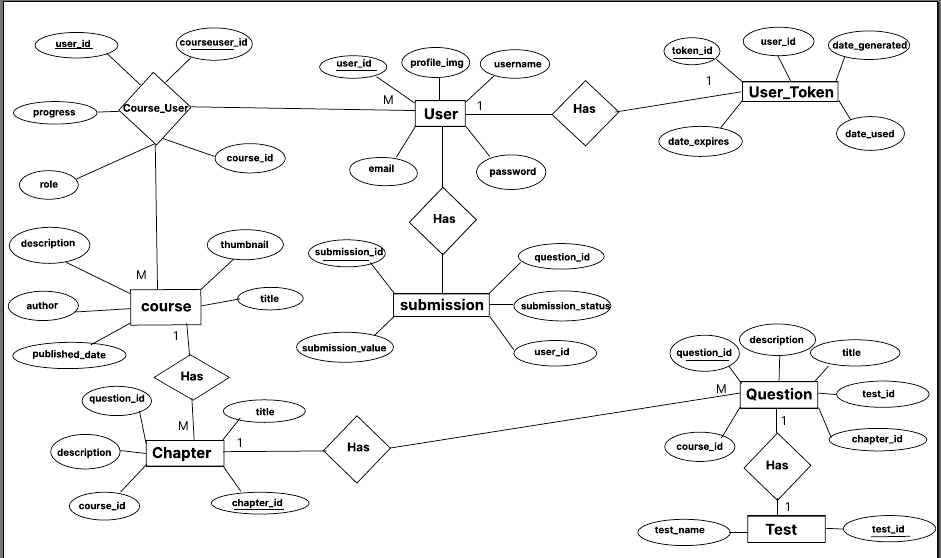 user_id
courseuser_id
Course_User
progress
role
course_id
M
user_id
profile_img
username
User
1
email
password
Has
token_id
user_id
date_generated
1
User_Token
date_expires
date_used
Has
description
thumbnail
M
author
course
title
published_date
1
Has
submission_id
question_id
submission
submission_status
submission_value
user_id
question_id
title
M
1
description
Chapter
course_id
chapter_id
Has
question_id
description
title
M
Question
test_id
course_id
chapter_id
1
Has
1
test_name
Test
test_id